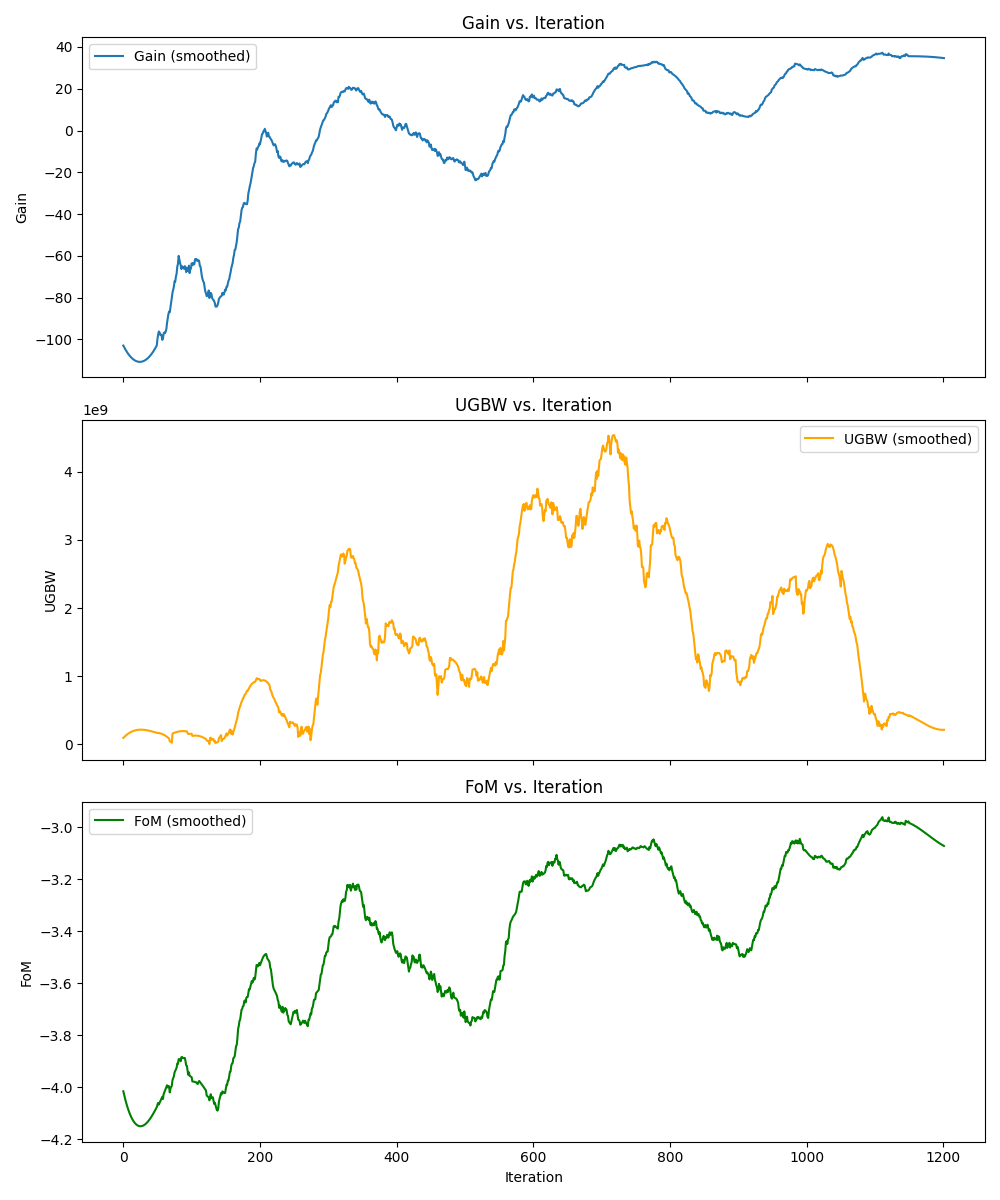 Gain vs. Iteration
Gain (smoothed)
40
20
0
−20
−40
−60
−80
−100
Gain
UGBW vs. Iteration
1e9
UGBW (smoothed)
4
3
2
1
0
UGBW
FoM vs. Iteration
FoM (smoothed)
−3.0
−3.2
−3.4
−3.6
−3.8
−4.0
−4.2
FoM
0 200 400 600 800 1000 1200
Iteration